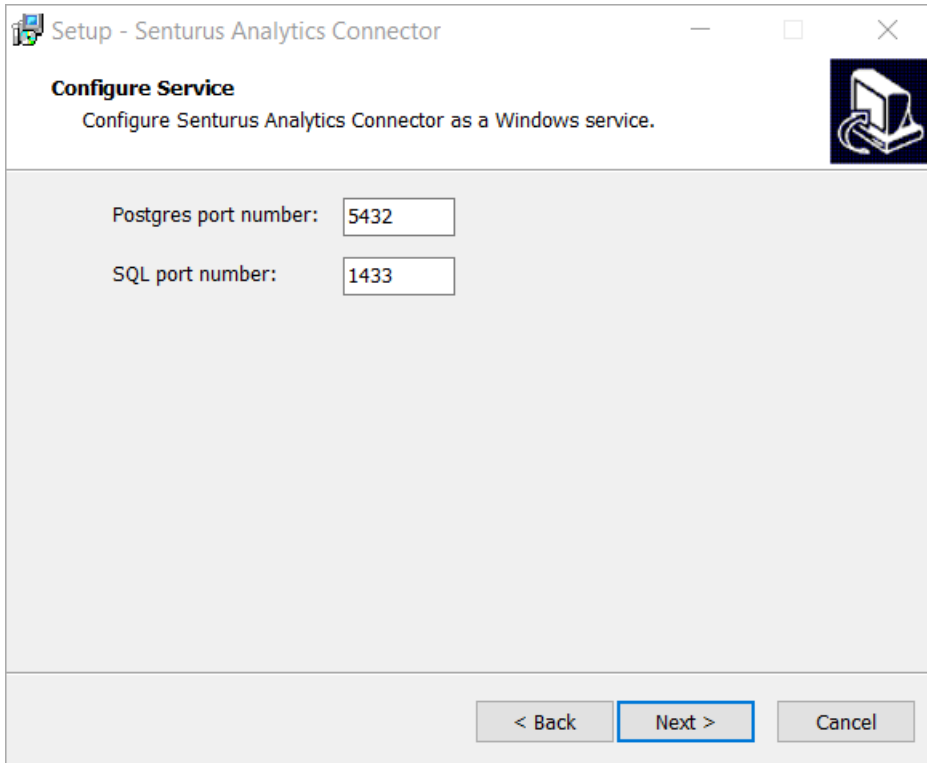 Setup - Senturus Analytics Connector
Configure Service
Configure Senturus Analytics Connector as a Windows service.
Postgres port number: 5432
SQL port number: 1433
< Back Next > Cancel